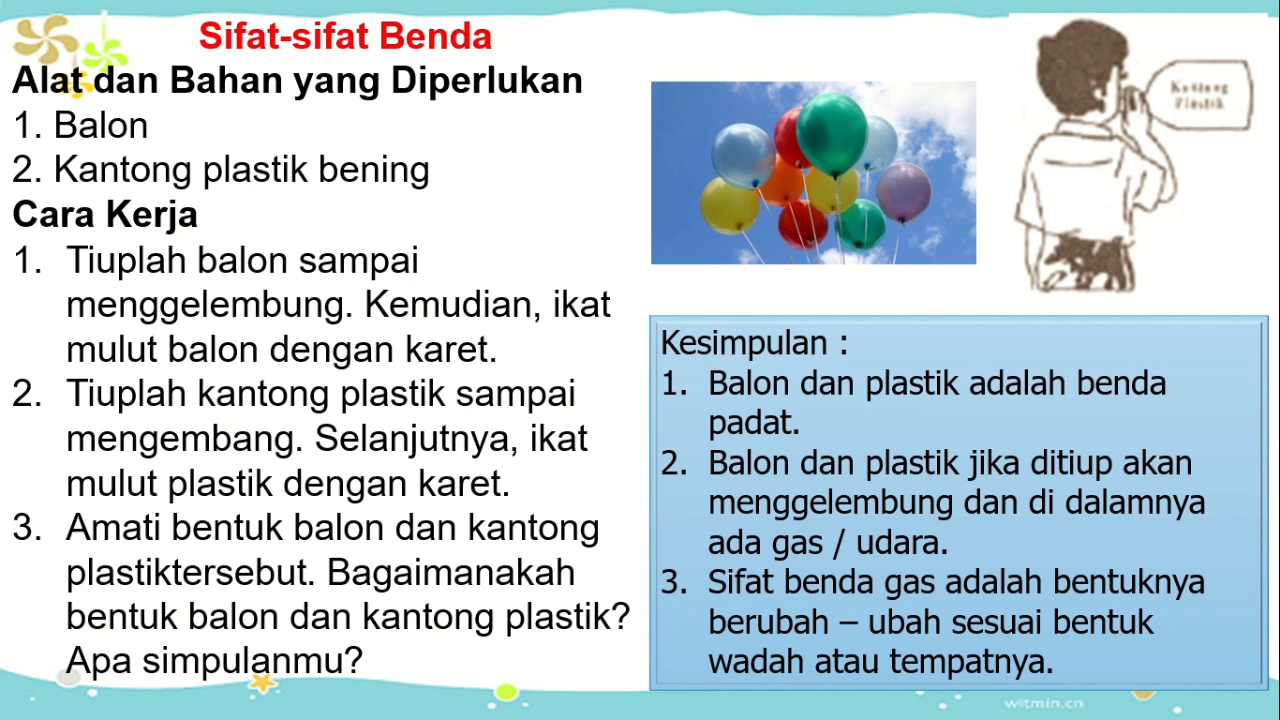 Sifat-sifat Benda
Alat dan Bahan yang Diperlukan
1. Balon
2. Kantong plastik bening
Cara Kerja
1. Tiuplah balon sampai
menggelembung. Kemudian, ikat
mulut balon dengan karet.
2. Tiuplah kantong plastik sampai
mengembang. Selanjutnya, ikat
mulut plastik dengan karet.
3. Amati bentuk balon dan kantong
plastiktersebut. Bagaimanakah
bentuk balon dan kantong plastik?
Apa simpulanmu?
Kantong
Plastik
Kesimpulan :
1. Balon dan plastik adalah benda
padat.
2. Balon dan plastik jika ditiup akan
menggelembung dan di dalamnya
ada gas / udara.
3. Sifat benda gas adalah bentuknya
berubah – ubah sesuai bentuk
wadah atau tempatnya.
witmin.cn